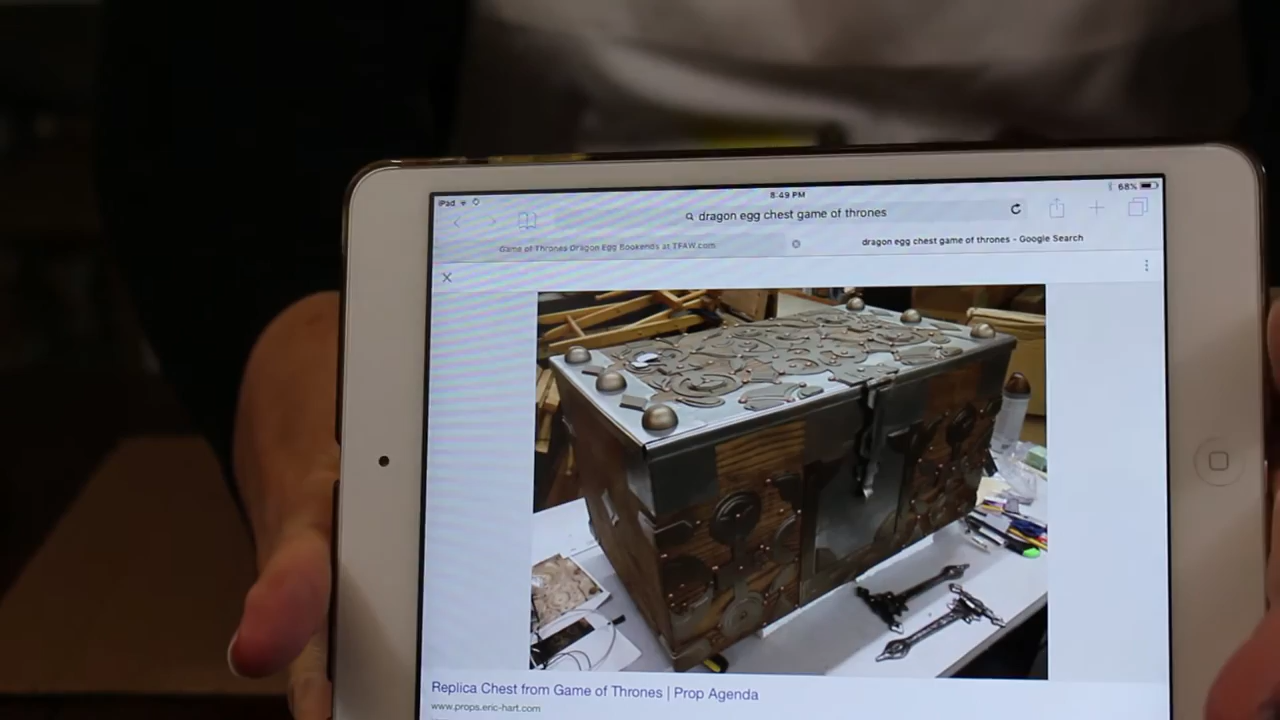 iPad
8:49 PM
68%
dragon egg chest game of thrones
Game of Thrones Dragon Egg Bookends at TFAW.com
dragon egg chest game of thrones - Google Search
Replica Chest from Game of Thrones | Prop Agenda
www.props.eric-hart.com